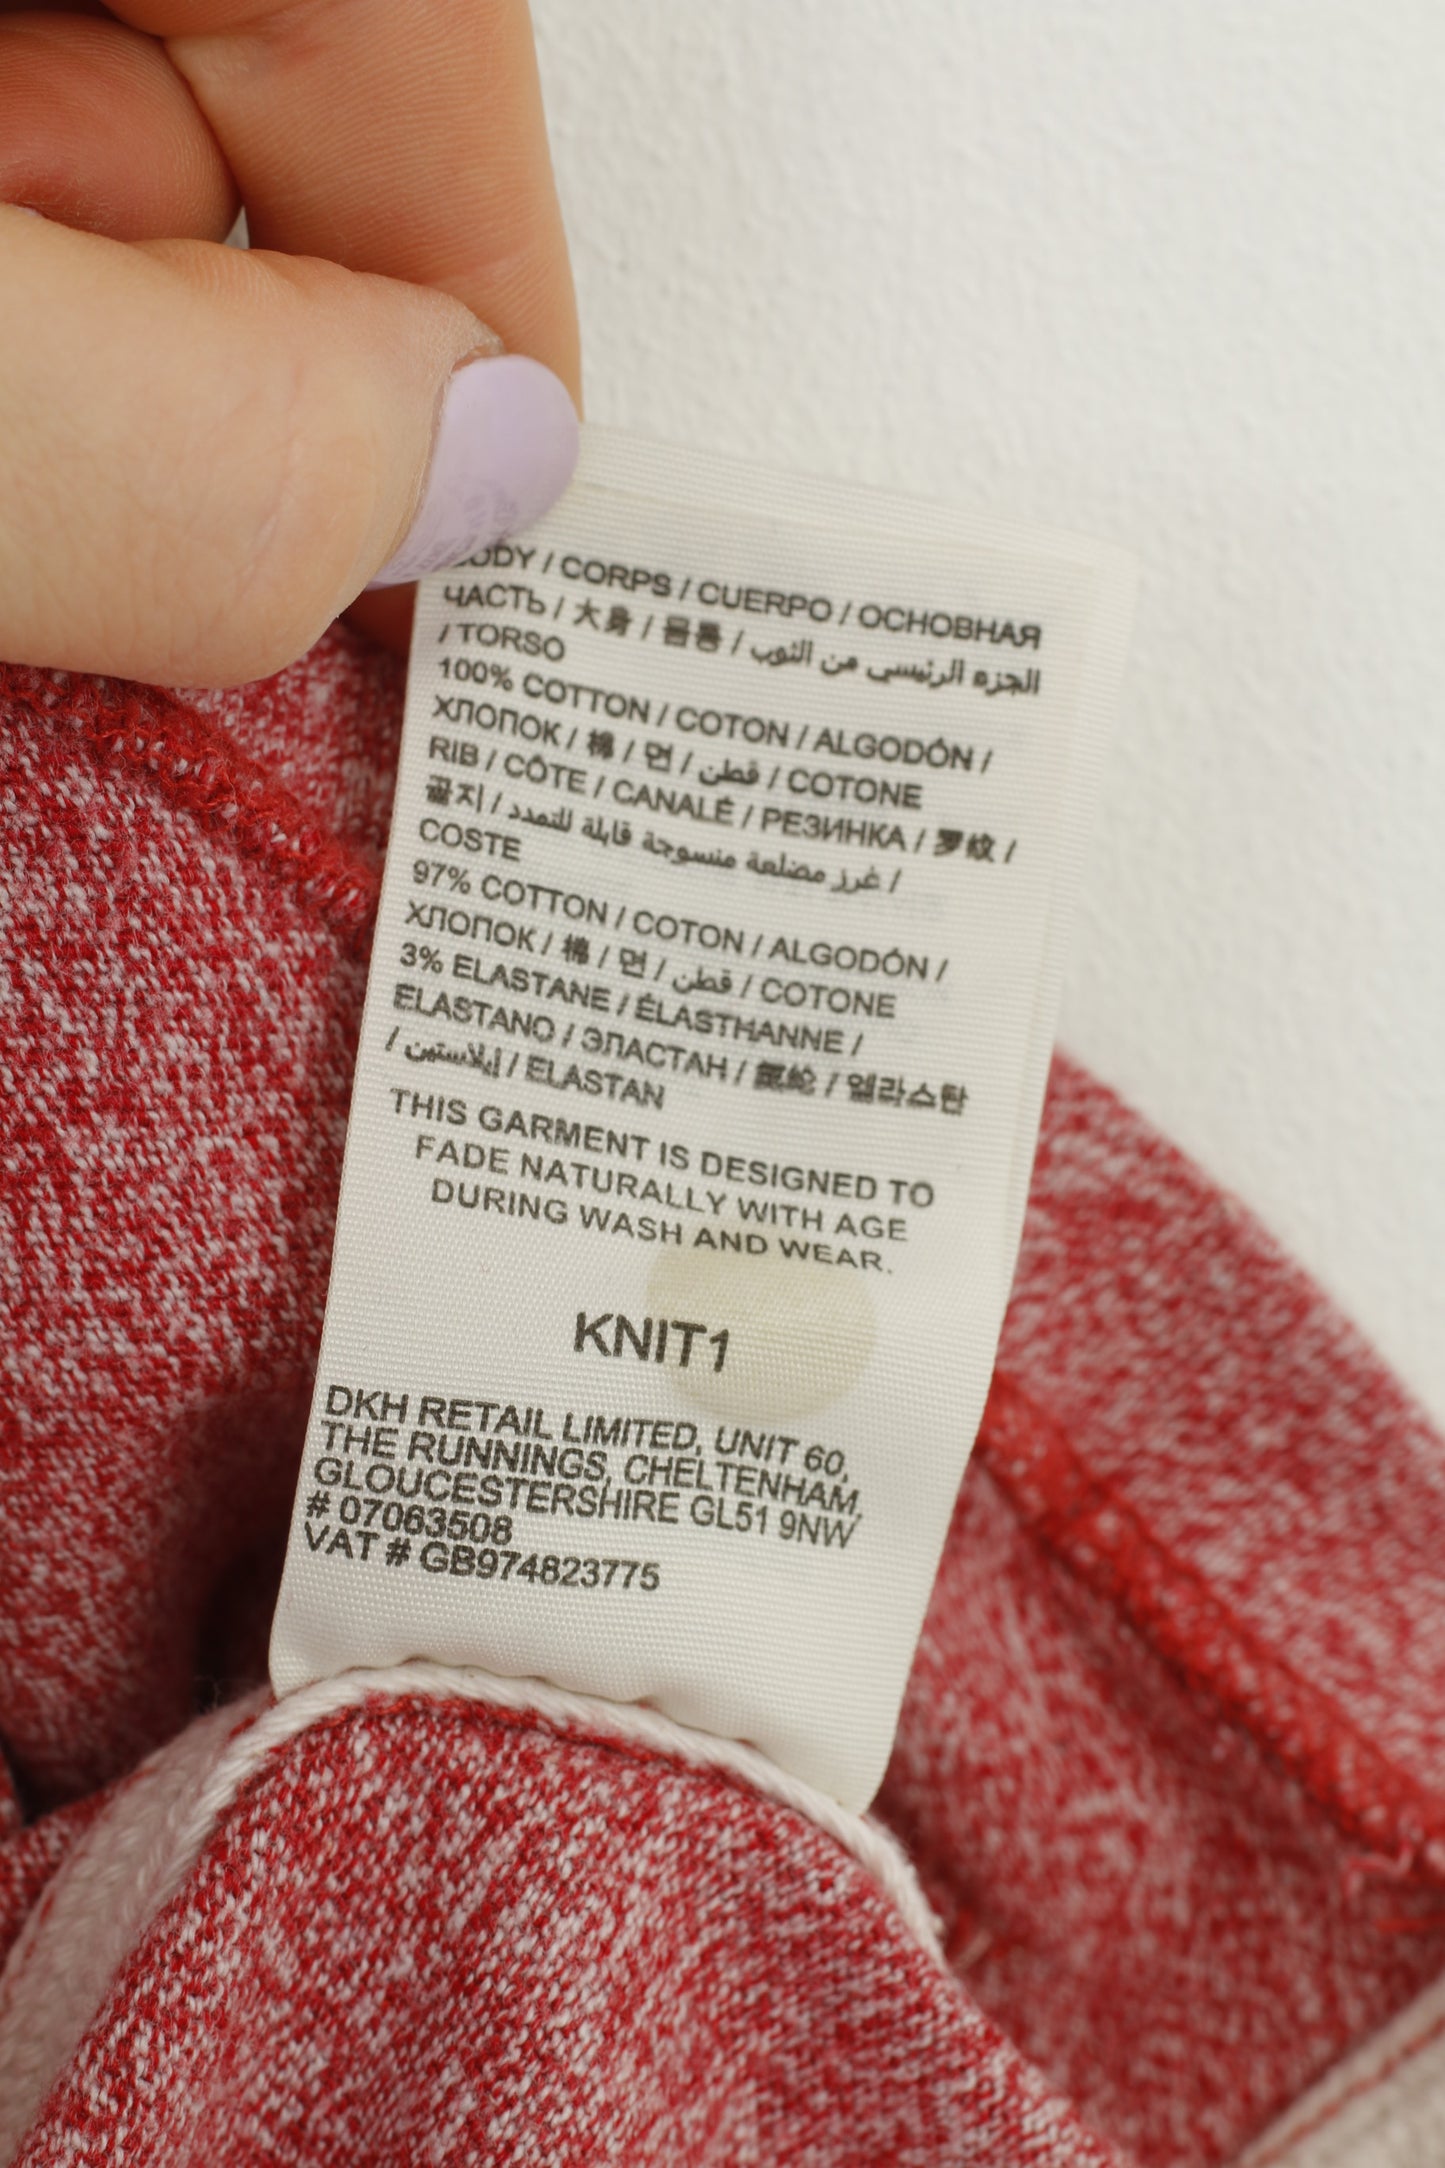 BODY / CORPS / CUERPO / ОСНОВНАЯ
ЧАСТЬ / 大身 / 몸통 / الجزء الرئيسي من الثوب
/ TORSO
100% COTTON / COTON / ALGODÓN /
ХЛОПОК / 棉 / 면 / قطن / COTONE
RIB / CÔTE / CANALÉ / РЕЗИНКА / 罗纹 /
골지 / غرز مضلعة منسوجة قابلة للتمدد /
COSTE
97% COTTON / COTON / ALGODÓN /
ХЛОПОК / 棉 / 면 / قطن / COTONE
3% ELASTANE / ÉLASTHANNE /
ELASTANO / ЭЛАСТАН / 氨纶 / 엘라스탄
/ إيلاستين / ELASTAN
THIS GARMENT IS DESIGNED TO
FADE NATURALLY WITH AGE
DURING WASH AND WEAR.
KNIT1
DKH RETAIL LIMITED, UNIT 60,
THE RUNNINGS, CHELTENHAM,
GLOUCESTERSHIRE GL51 9NW
# 07063508
VAT # GB974823775